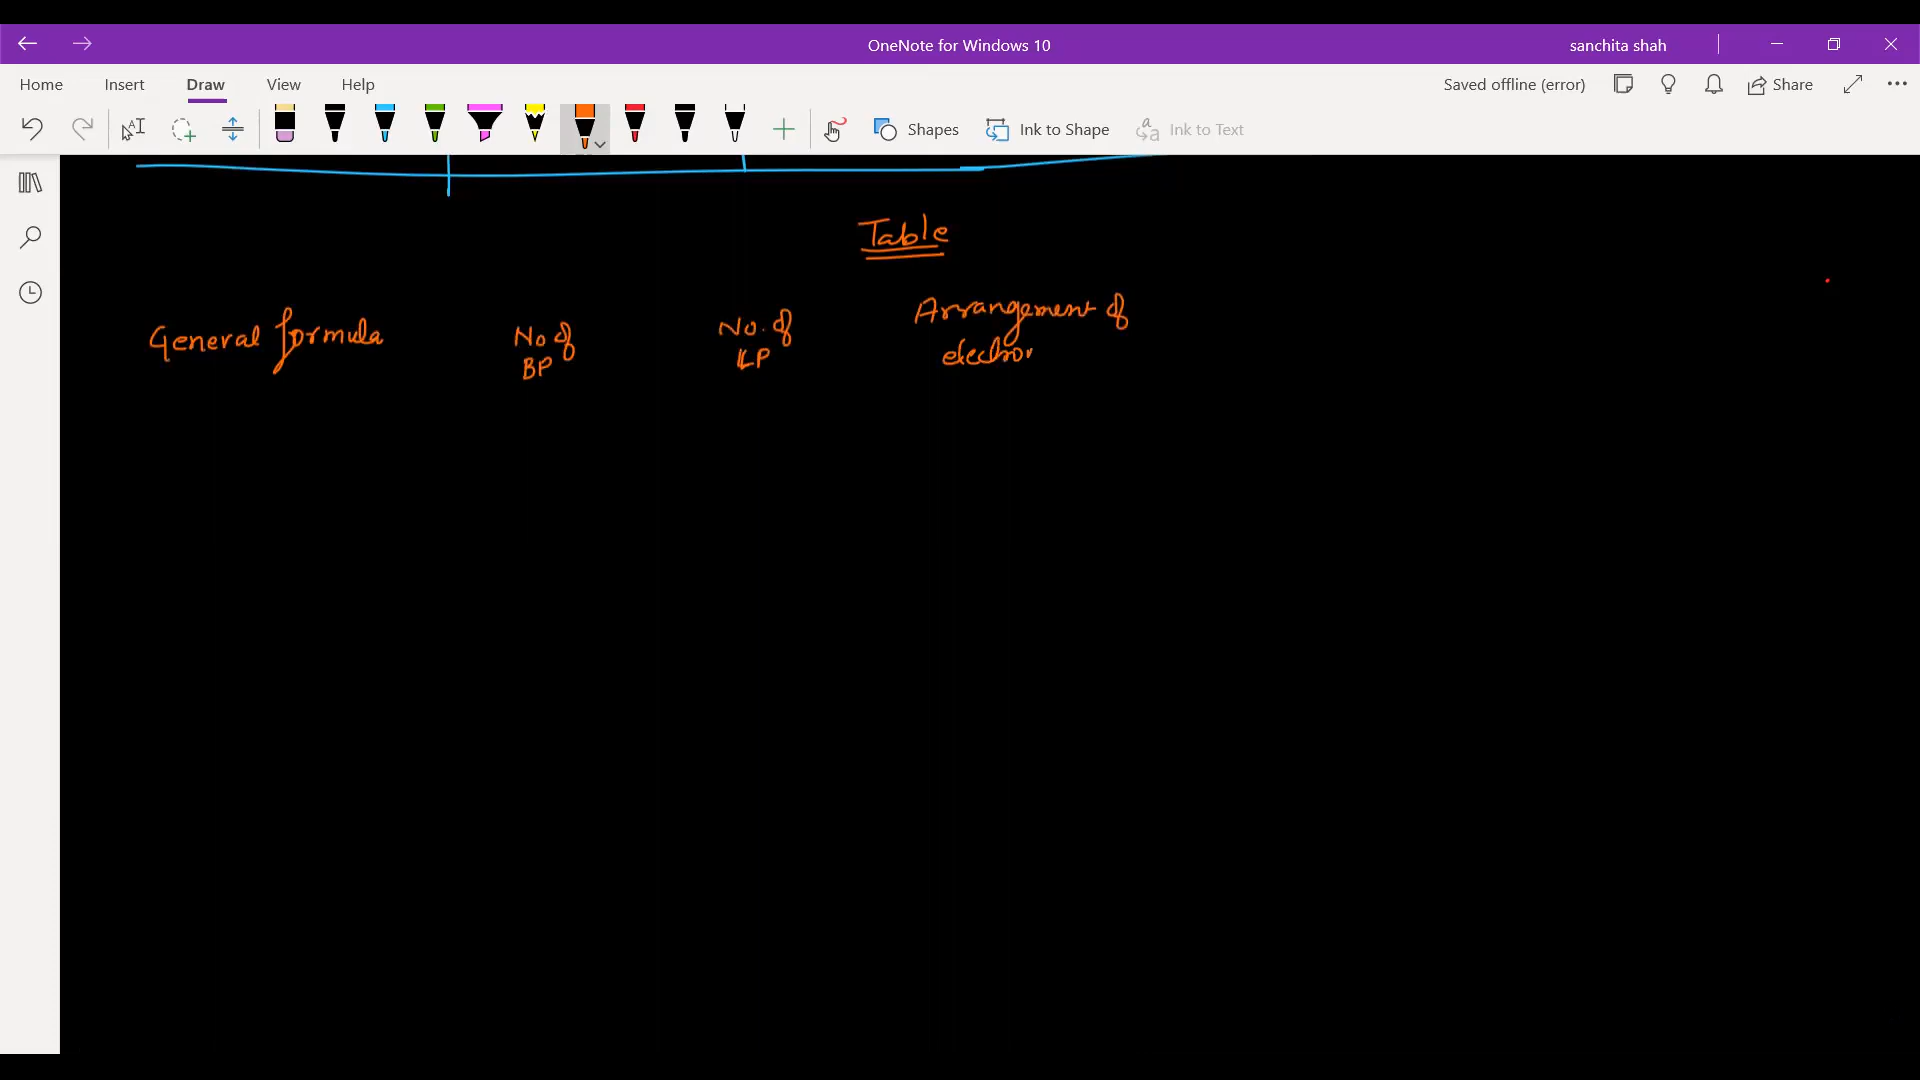 OneNote for Windows 10
sanchita shah
Home Insert Draw View Help
Saved offline (error)
Share
Shapes
Ink to Shape
Ink to Text
Table
General formula
No of
BP
No. of
LP
Arrangement of
electron